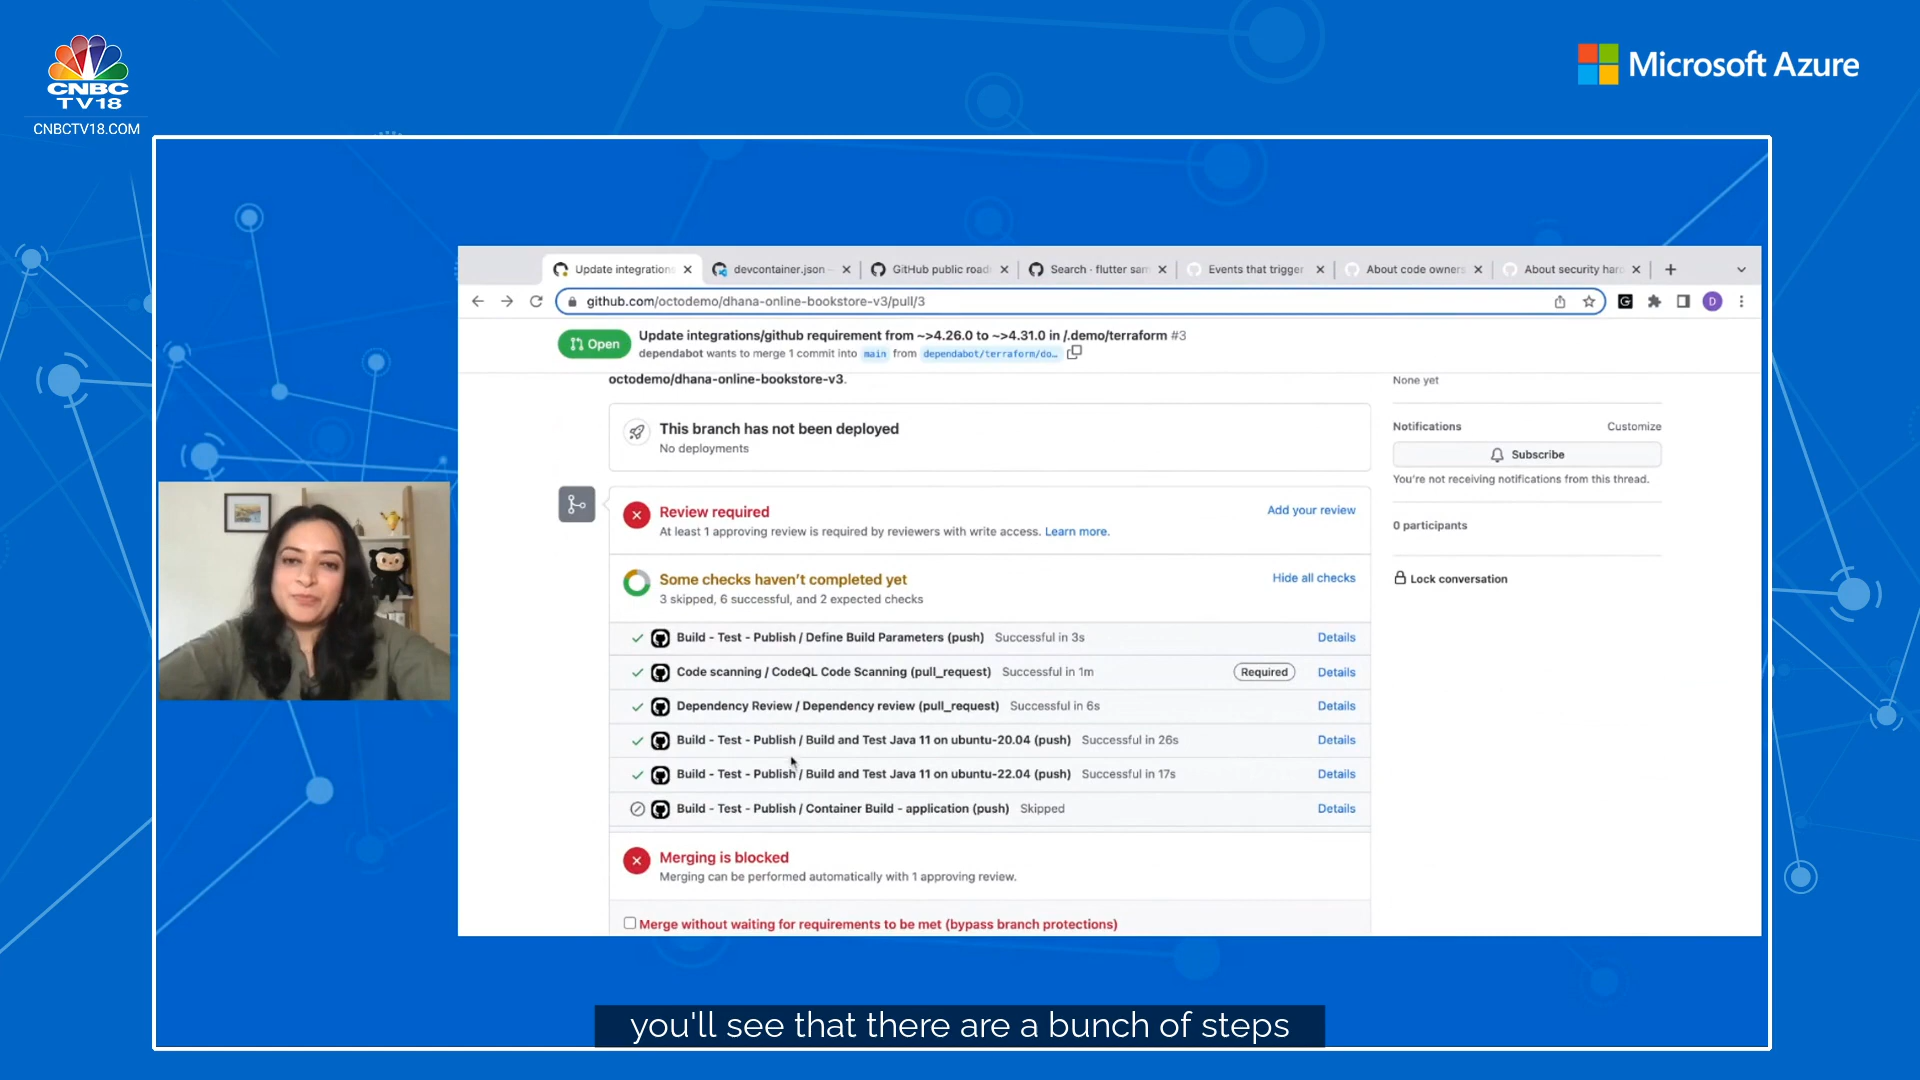 CNBC
TV18
CNBCTV18.COM
Microsoft Azure
Update integrations
devcontainer.json
GitHub public road
Search · flutter sam
Events that trigger
About code owners
About security hard
github.com/octodemo/dhana-online-bookstore-v3/pull/3
D
Open
Update integrations/github requirement from ~>4.26.0 to ~>4.31.0 in /.demo/terraform #3
dependabot wants to merge 1 commit into main from dependabot/terraform/do…
octodemo/dhana-online-bookstore-v3.
None yet
This branch has not been deployed
No deployments
Notifications Customize
Subscribe
You're not receiving notifications from this thread.
Review required
At least 1 approving review is required by reviewers with write access. Learn more.
Add your review
0 participants
Some checks haven't completed yet
3 skipped, 6 successful, and 2 expected checks
Hide all checks
Lock conversation
Build - Test - Publish / Define Build Parameters (push) Successful in 3s Details
Code scanning / CodeQL Code Scanning (pull_request) Successful in 1m Required Details
Dependency Review / Dependency review (pull_request) Successful in 6s Details
Build - Test - Publish / Build and Test Java 11 on ubuntu-20.04 (push) Successful in 26s Details
Build - Test - Publish / Build and Test Java 11 on ubuntu-22.04 (push) Successful in 17s Details
Build - Test - Publish / Container Build - application (push) Skipped Details
Merging is blocked
Merging can be performed automatically with 1 approving review.
Merge without waiting for requirements to be met (bypass branch protections)
you'll see that there are a bunch of steps